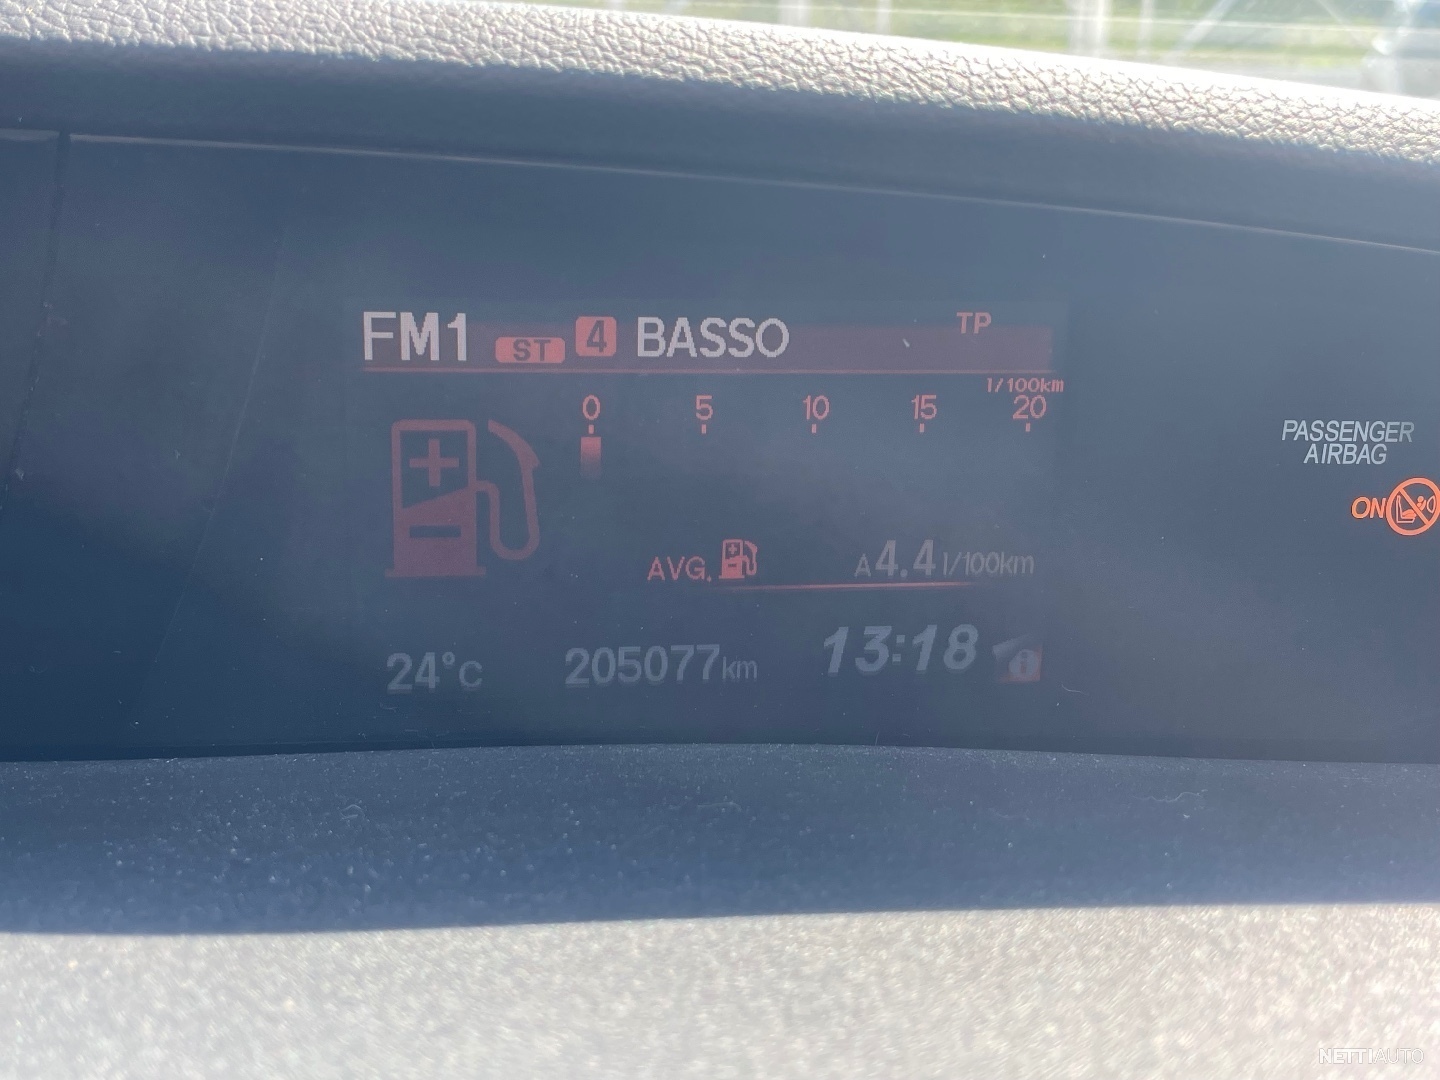 FM1 ST 4 BASSO TP
l/100km
0 5 10 15 20
PASSENGER
AIRBAG
ON
AVG. A 4.4 l/100km
24°C 205077km 13:18 i
NETTIAUTO